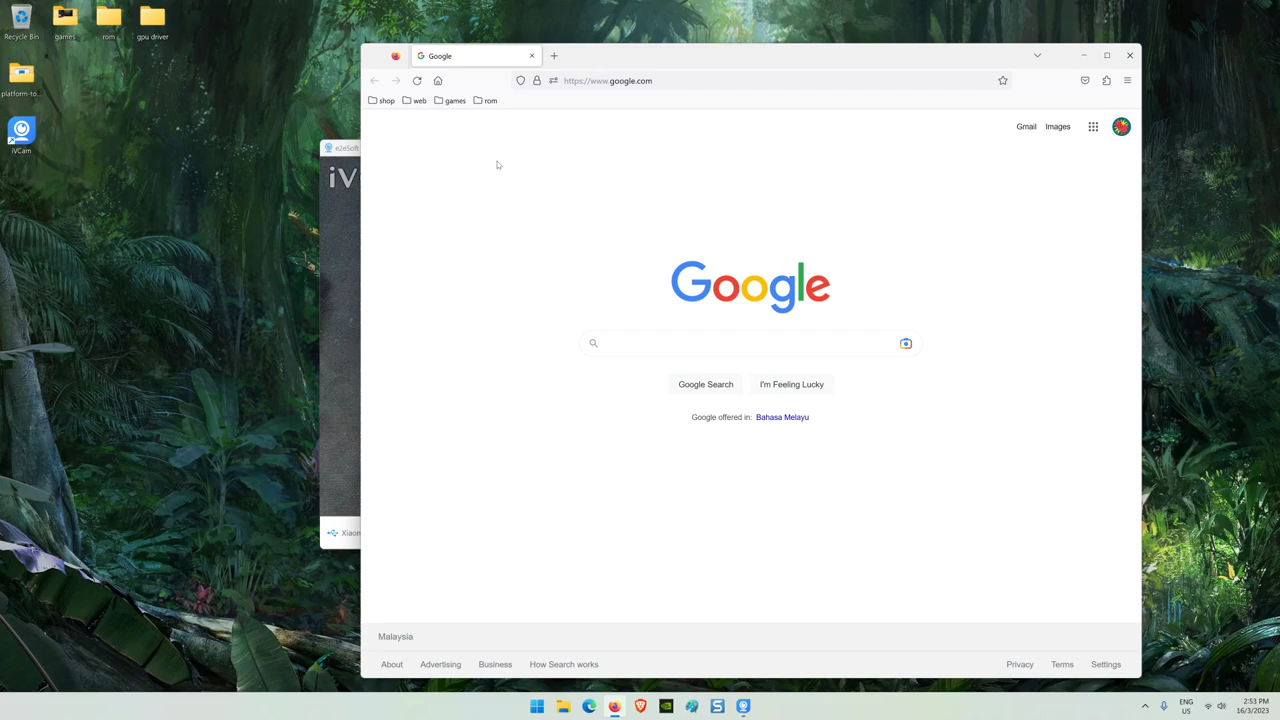 Recycle Bin
games
rom
gpu driver
platform-to...
iVCam
e2eSoft
iV
Xiaom
Google
https://www.google.com
shop
web
games
rom
Gmail
Images
Google
Google Search
I'm Feeling Lucky
Google offered in: Bahasa Melayu
Malaysia
About
Advertising
Business
How Search works
Privacy
Terms
Settings
ENG
US
2:53 PM
16/3/2023